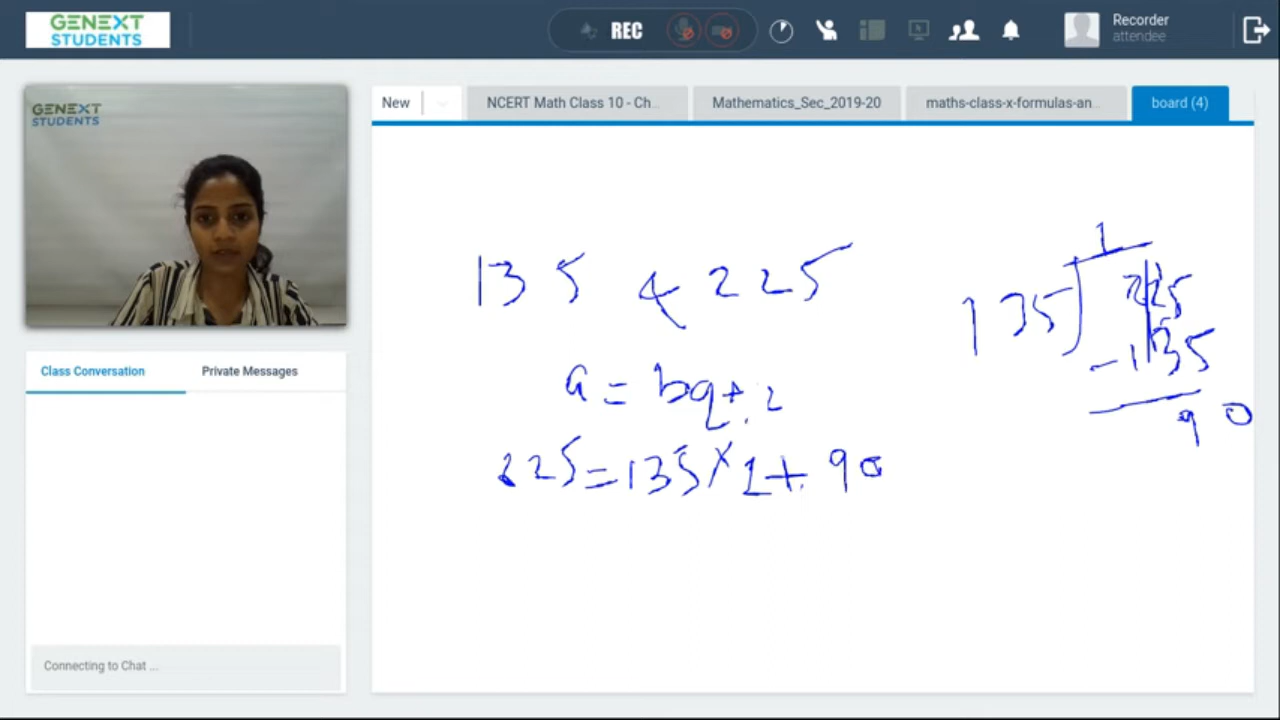 GENEXT
STUDENTS
REC
Recorder
attendee
GENEXT
STUDENTS
New
NCERT Math Class 10 - Ch...
Mathematics_Sec_2019-20
maths-class-x-formulas-an...
board (4)
135 & 225
a = bq + r
225 = 135 × 1 + 90
1
135 225
-135
90
Class Conversation
Private Messages
Connecting to Chat ...